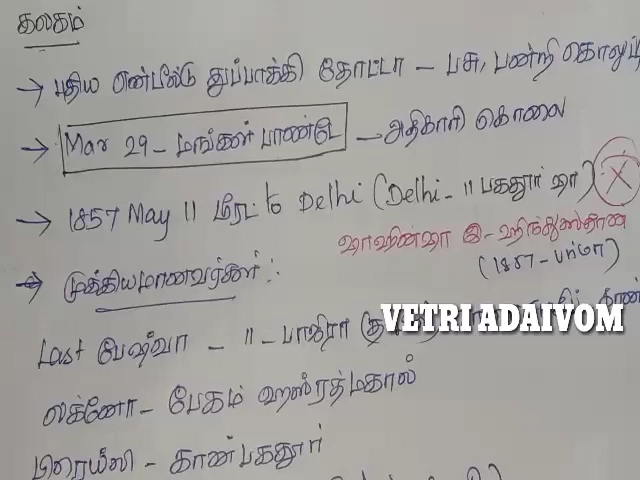 கலகம்
→ புதிய என்பீல்டு துப்பாக்கி தோட்டா – பசு, பன்றி கொழுப்
→ Mar 29 – மங்கள் பாண்டே – அதிகாரி கொலை
→ 1857 May 11 மீரட் to Delhi (Delhi – II பகதூர் ஷா) X
ஷாஹின்ஷா இ-ஹிந்துஸ்தான்
(1857 – பர்மா)
→ முக்கியமானவர்கள் :
VETRI ADAIVOM
Last பேஷ்வா – II – பாஜிரா
லக்னோ – பேகம் ஹஸ்ரத்மகால்
பிரைய்லி – கான்பகதூர்